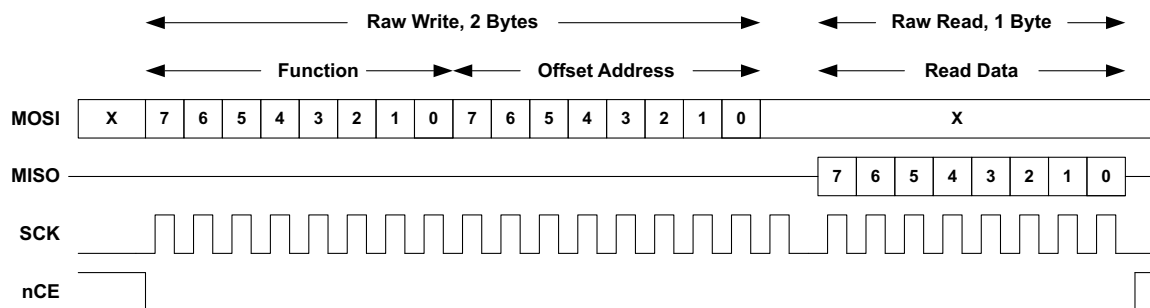 Raw Write, 2 Bytes Raw Read, 1 Byte
Function Offset Address Read Data
MOSI X 7 6 5 4 3 2 1 0 7 6 5 4 3 2 1 0 X
MISO 7 6 5 4 3 2 1 0
SCK
nCE